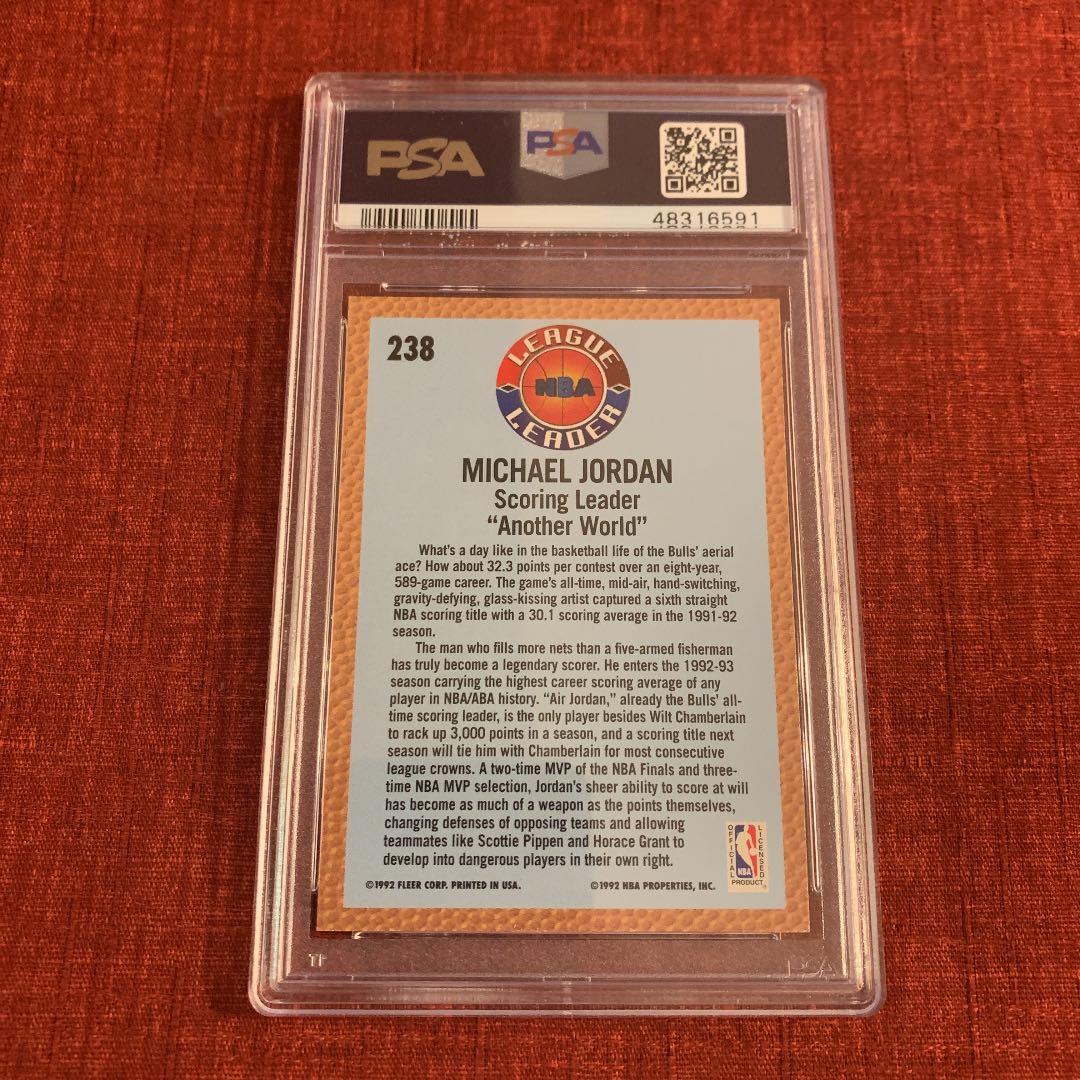 PSA
PSA
48316591
238
LEAGUE
NBA
LEADER
MICHAEL JORDAN
Scoring Leader
“Another World”
What's a day like in the basketball life of the Bulls' aerial
ace? How about 32.3 points per contest over an eight-year,
589-game career. The game's all-time, mid-air, hand-switching,
gravity-defying, glass-kissing artist captured a sixth straight
NBA scoring title with a 30.1 scoring average in the 1991-92
season.
The man who fills more nets than a five-armed fisherman
has truly become a legendary scorer. He enters the 1992-93
season carrying the highest career scoring average of any
player in NBA/ABA history. “Air Jordan,” already the Bulls' all-
time scoring leader, is the only player besides Wilt Chamberlain
to rack up 3,000 points in a season, and a scoring title next
season will tie him with Chamberlain for most consecutive
league crowns. A two-time MVP of the NBA Finals and three-
time NBA MVP selection, Jordan's sheer ability to score at will
has become as much of a weapon as the points themselves,
changing defenses of opposing teams and allowing
teammates like Scottie Pippen and Horace Grant to
develop into dangerous players in their own right.
OFFICIAL
LICENSED
NBA
PRODUCT
©1992 FLEER CORP. PRINTED IN USA.
©1992 NBA PROPERTIES, INC.
PSA